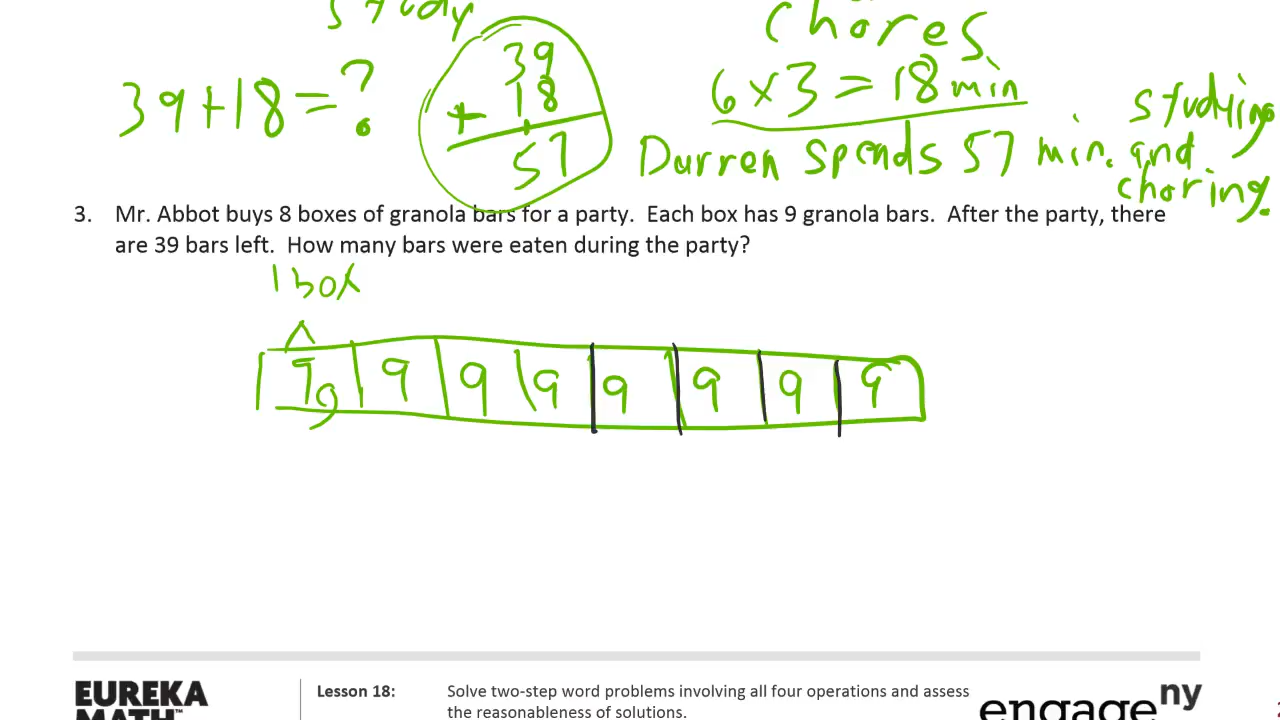 study
chores
39+18=?
39
+ 18
57
6 x 3 = 18 min
Durren spends 57 min. and
studying
choring.
3. Mr. Abbot buys 8 boxes of granola bars for a party. Each box has 9 granola bars. After the party, there
are 39 bars left. How many bars were eaten during the party?
1 box
9 9 9 9 9 9 9
EUREKA
MATH™
Lesson 18:
Solve two-step word problems involving all four operations and assess
the reasonableness of solutions.
engage ny